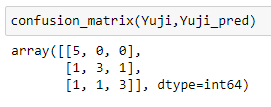 confusion_matrix(Yuji,Yuji_pred)
array([[5, 0, 0],
[1, 3, 1],
[1, 1, 3]], dtype=int64)